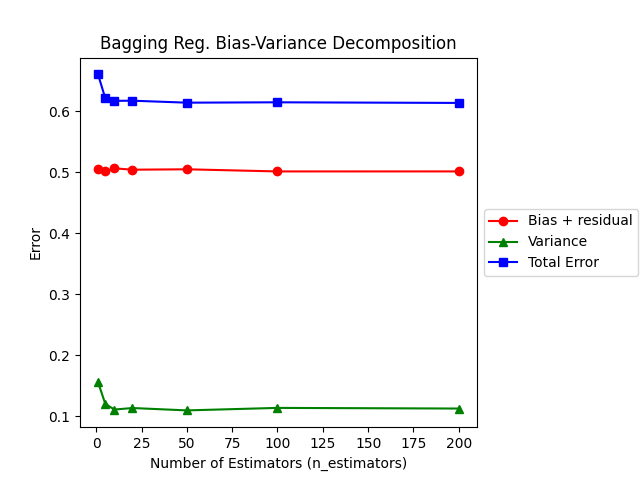 Bagging Reg. Bias-Variance Decomposition
0.6
0.5
0.4
0.3
0.2
0.1
Error
0 25 50 75 100 125 150 175 200
Number of Estimators (n_estimators)
Bias + residual
Variance
Total Error